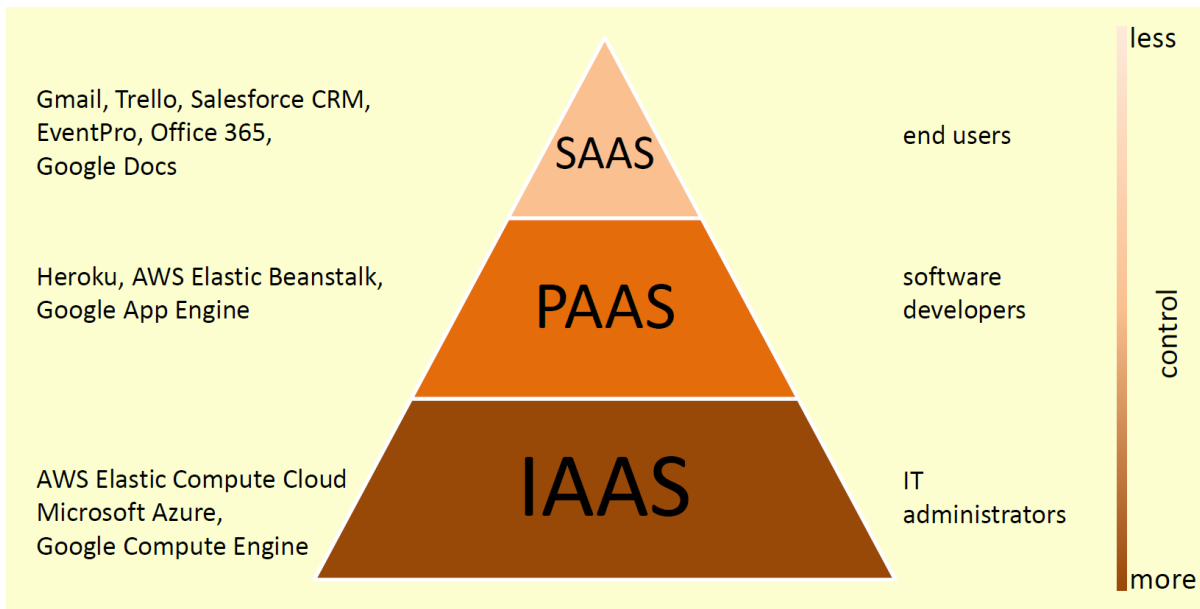 less
Gmail, Trello, Salesforce CRM,
EventPro, Office 365,
Google Docs
SAAS
end users
Heroku, AWS Elastic Beanstalk,
Google App Engine
PAAS
software
developers
control
AWS Elastic Compute Cloud
Microsoft Azure,
Google Compute Engine
IAAS
IT
administrators
more